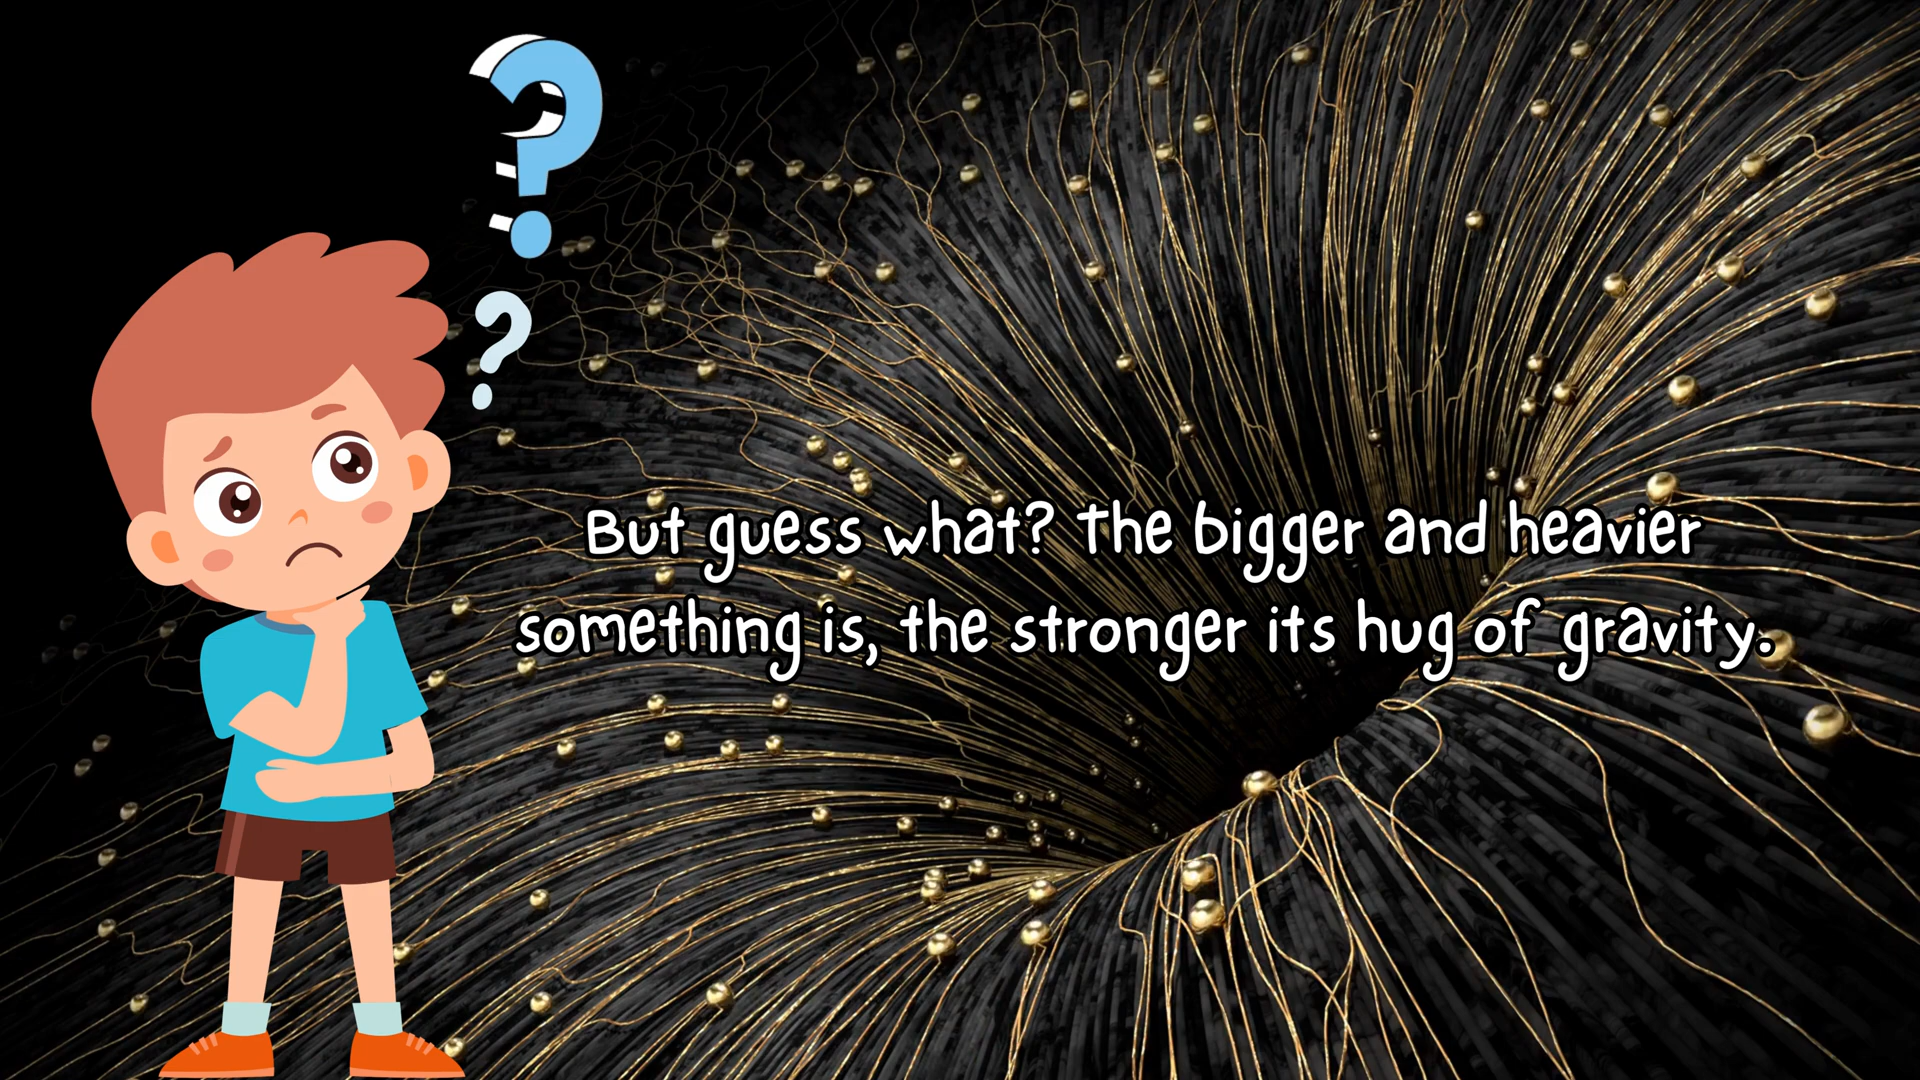 ?
?
But guess what? The bigger and heavier
something is, the stronger its hug of gravity.